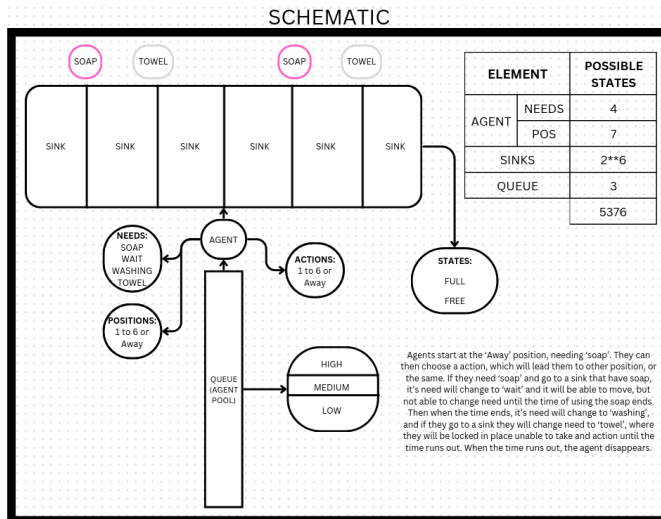 SCHEMATIC
SOAP
TOWEL
SOAP
TOWEL
SINK
SINK
SINK
SINK
SINK
SINK
ELEMENT
POSSIBLE
STATES
AGENT
NEEDS
4
POS
7
SINKS
2**6
QUEUE
3
5376
AGENT
NEEDS:
SOAP
WAIT
WASHING
TOWEL
POSITIONS:
1 to 6 or
Away
ACTIONS:
1 to 6 or
Away
STATES:
FULL
FREE
QUEUE
(AGENT
POOL)
HIGH
MEDIUM
LOW
Agents start at the 'Away' position, needing 'soap'. They can
then choose a action, which will lead them to other position, or
the same. If they need 'soap' and go to a sink that have soap,
it's need will change to 'wait' and it will be able to move, but
not able to change need until the time of using the soap ends.
Then when the time ends, it's need will change to 'washing',
and if they go to a sink they will change need to 'towel', where
they will be locked in place unable to take and action until the
time runs out. When the time runs out, the agent disappears.